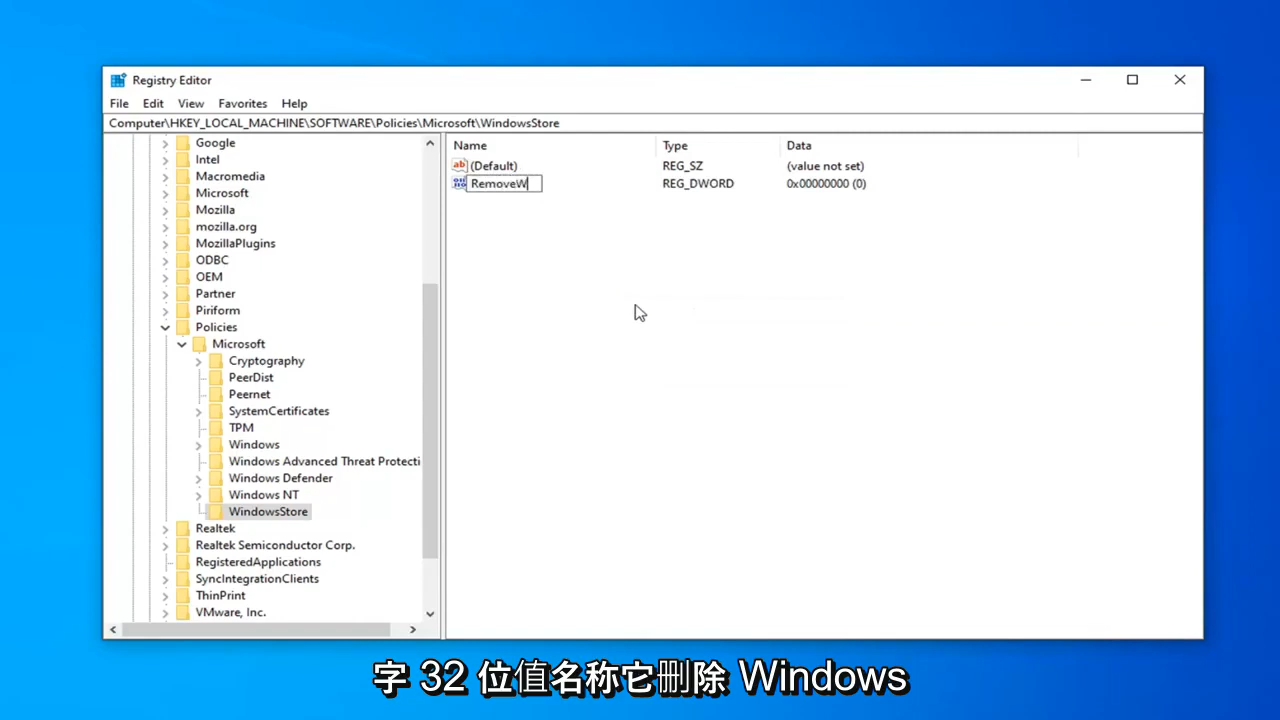 Registry Editor
File Edit View Favorites Help
Computer\HKEY_LOCAL_MACHINE\SOFTWARE\Policies\Microsoft\WindowsStore
Google
Intel
Macromedia
Microsoft
Mozilla
mozilla.org
MozillaPlugins
ODBC
OEM
Partner
Piriform
Policies
Microsoft
Cryptography
PeerDist
Peernet
SystemCertificates
TPM
Windows
Windows Advanced Threat Protecti
Windows Defender
Windows NT
WindowsStore
Realtek
Realtek Semiconductor Corp.
RegisteredApplications
SyncIntegrationClients
ThinPrint
VMware, Inc.
Name Type Data
ab (Default) REG_SZ (value not set)
RemoveW REG_DWORD 0x00000000 (0)
字 32 位值名称它删除 Windows